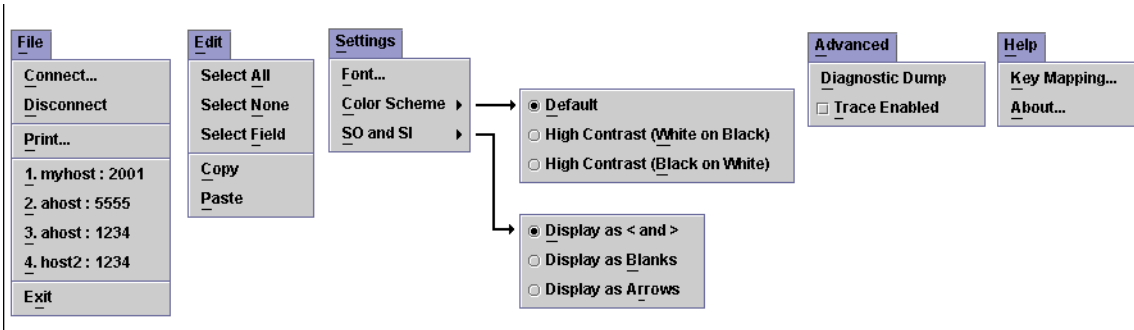 File
Connect...
Disconnect
Print...
1. myhost : 2001
2. ahost : 5555
3. ahost : 1234
4. host2 : 1234
Exit
Edit
Select All
Select None
Select Field
Copy
Paste
Settings
Font...
Color Scheme
SO and SI
Default
High Contrast (White on Black)
High Contrast (Black on White)
Display as < and >
Display as Blanks
Display as Arrows
Advanced
Diagnostic Dump
Trace Enabled
Help
Key Mapping...
About...